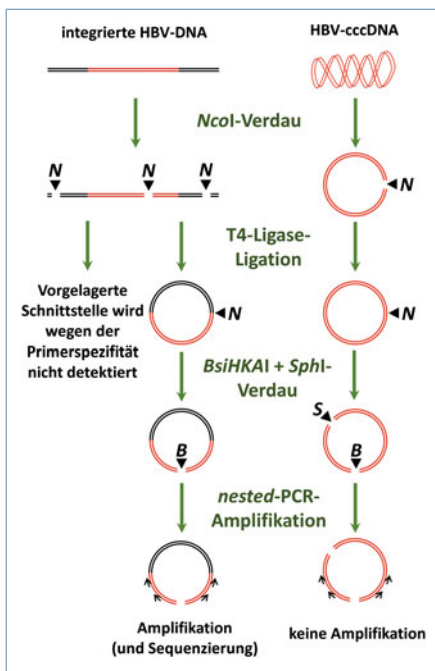 integrierte HBV-DNA
HBV-cccDNA
NcoI-Verdau
N
N
N
N
T4-Ligase-
Ligation
Vorgelagerte
Schnittstelle wird
wegen der
Primerspezifität
nicht detektiert
N
N
BsiHKAI + SphI-
Verdau
B
S
B
nested-PCR-
Amplifikation
Amplifikation
(und Sequenzierung)
keine Amplifikation